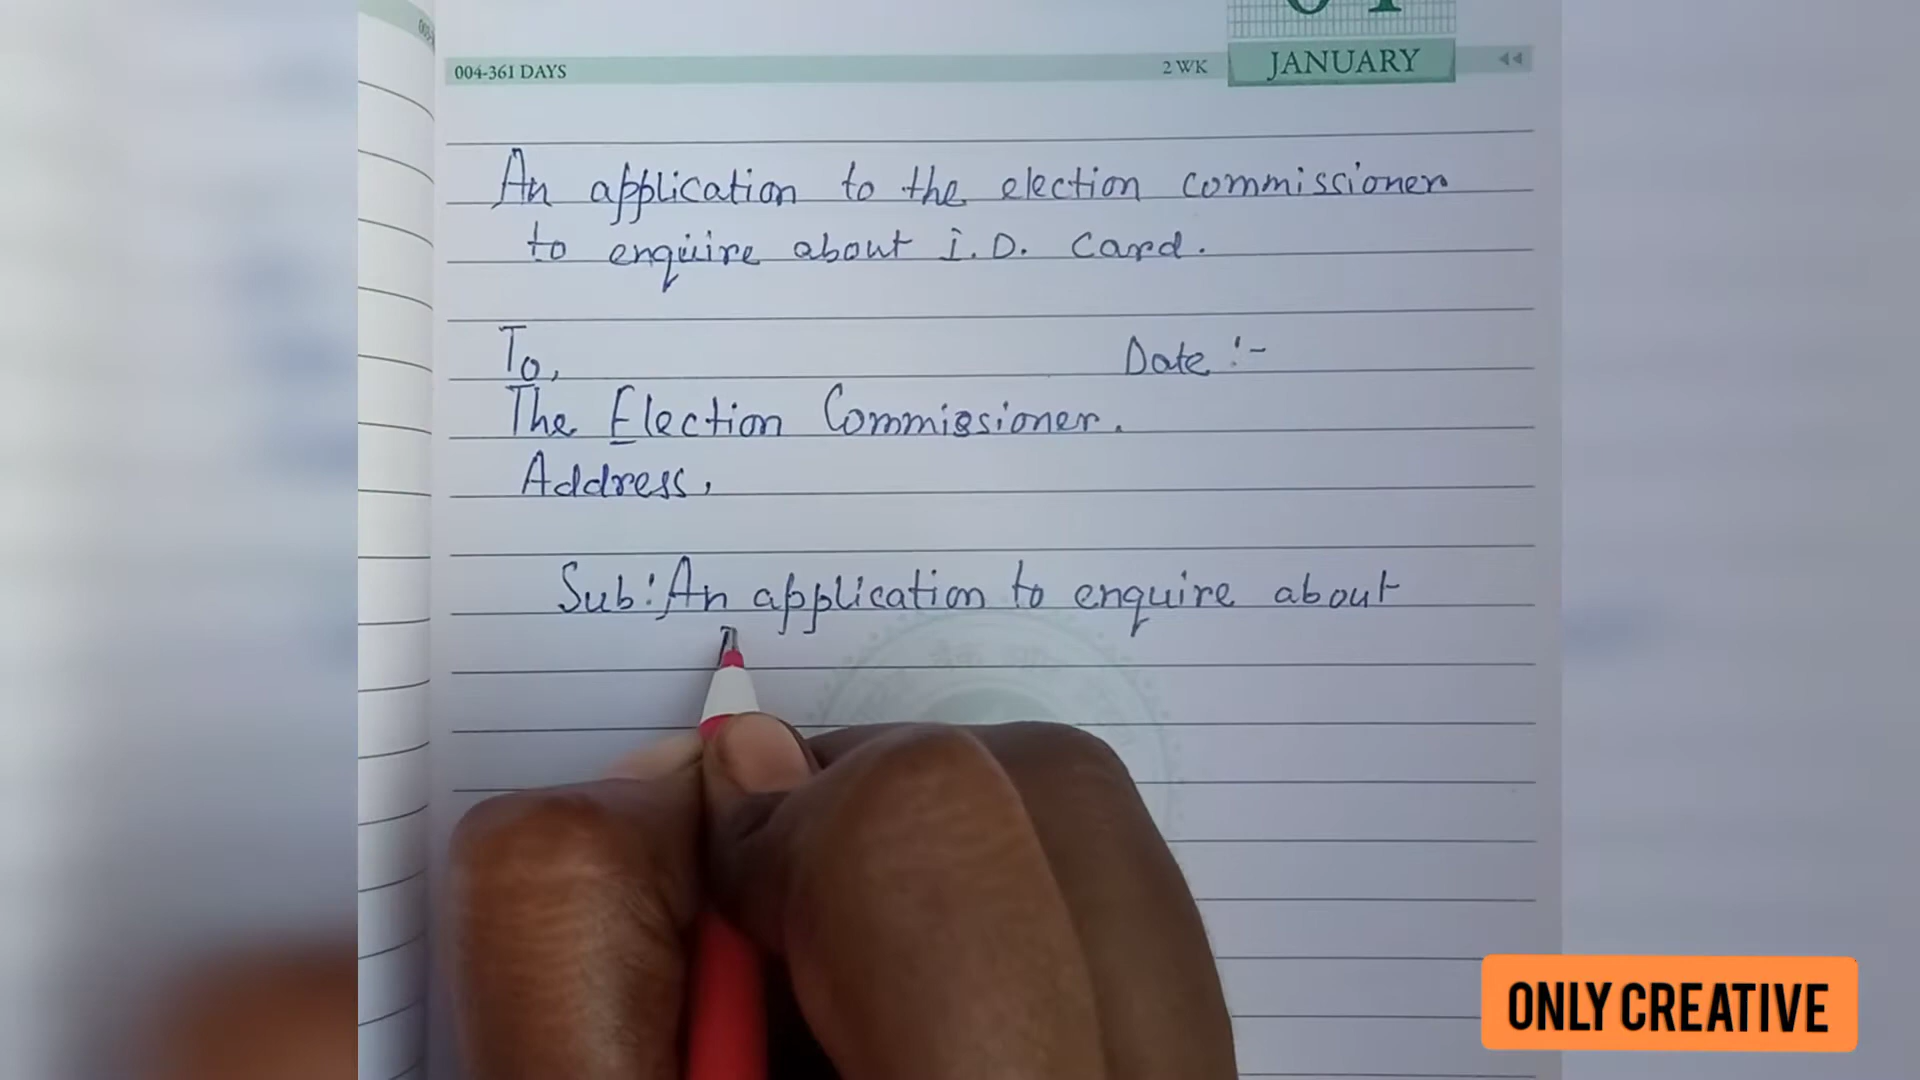 004-361 DAYS
2 WK
JANUARY
An application to the election commissioner
to enquire about I.D. Card.
To,
Date :-
The Election Commissioner.
Address,
Sub: An application to enquire about
ONLY CREATIVE